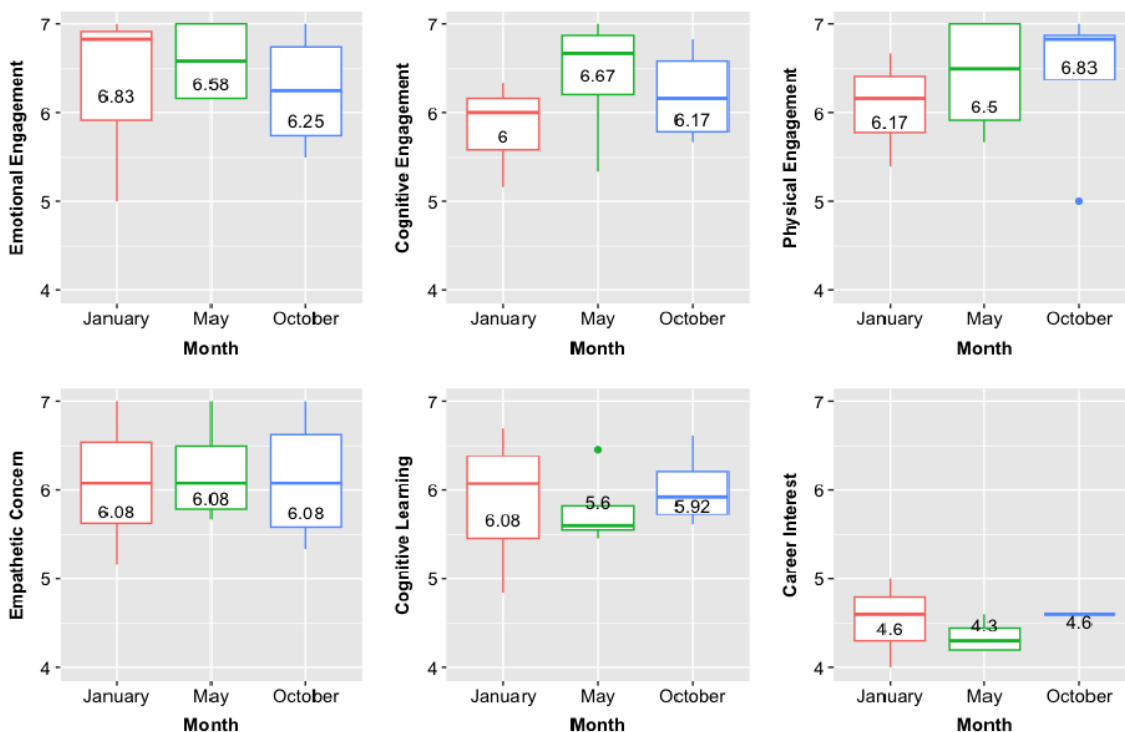 Emotional Engagement
7
6
5
4
6.83
6.58
6.25
January May October
Month
Cognitive Engagement
7
6
5
4
6
6.67
6.17
January May October
Month
Physical Engagement
7
6
5
4
6.17
6.5
6.83
January May October
Month
Empathetic Concern
7
6
5
4
6.08
6.08
6.08
January May October
Month
Cognitive Learning
7
6
5
4
6.08
5.6
5.92
January May October
Month
Career Interest
7
6
5
4
4.6
4.3
4.6
January May October
Month